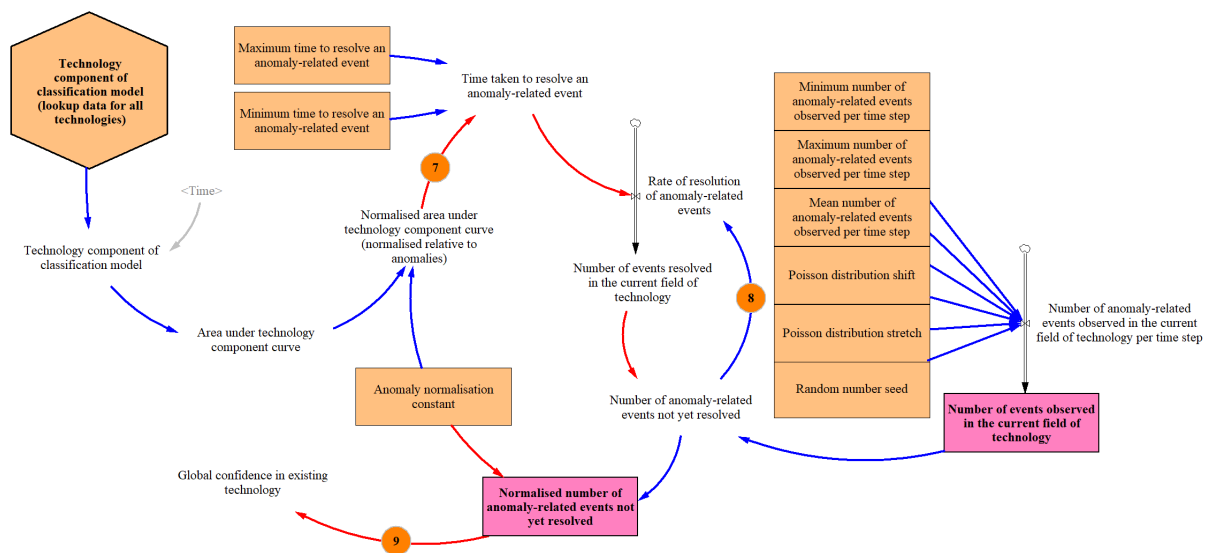 Technology
component of
classification model
(lookup data for all
technologies)
Maximum time to resolve an
anomaly-related event
Minimum time to resolve an
anomaly-related event
Time taken to resolve an
anomaly-related event
7
<Time>
Technology component of
classification model
Normalised area under
technology component curve
(normalised relative to
anomalies)
Area under technology
component curve
Anomaly normalisation
constant
Rate of resolution
of anomaly-related
events
Number of events resolved
in the current field of
technology
8
Number of anomaly-related
events not yet resolved
Minimum number of
anomaly-related events
observed per time step
Maximum number of
anomaly-related events
observed per time step
Mean number of
anomaly-related events
observed per time step
Poisson distribution shift
Poisson distribution stretch
Random number seed
Number of anomaly-related
events observed in the current
field of technology per time step
Number of events observed
in the current field of
technology
Normalised number of
anomaly-related events not
yet resolved
Global confidence in existing
technology
9